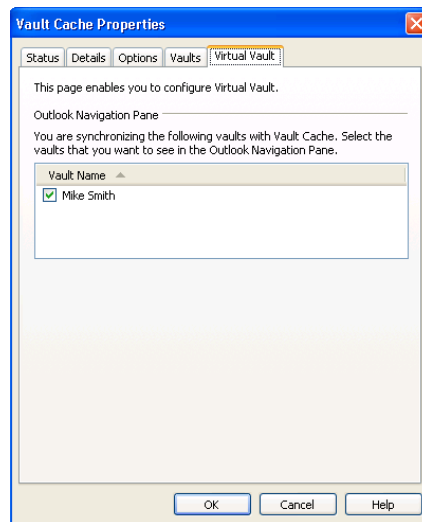 Vault Cache Properties
Status Details Options Vaults Virtual Vault
This page enables you to configure Virtual Vault.
Outlook Navigation Pane
You are synchronizing the following vaults with Vault Cache. Select the
vaults that you want to see in the Outlook Navigation Pane.
Vault Name
Mike Smith
OK Cancel Help